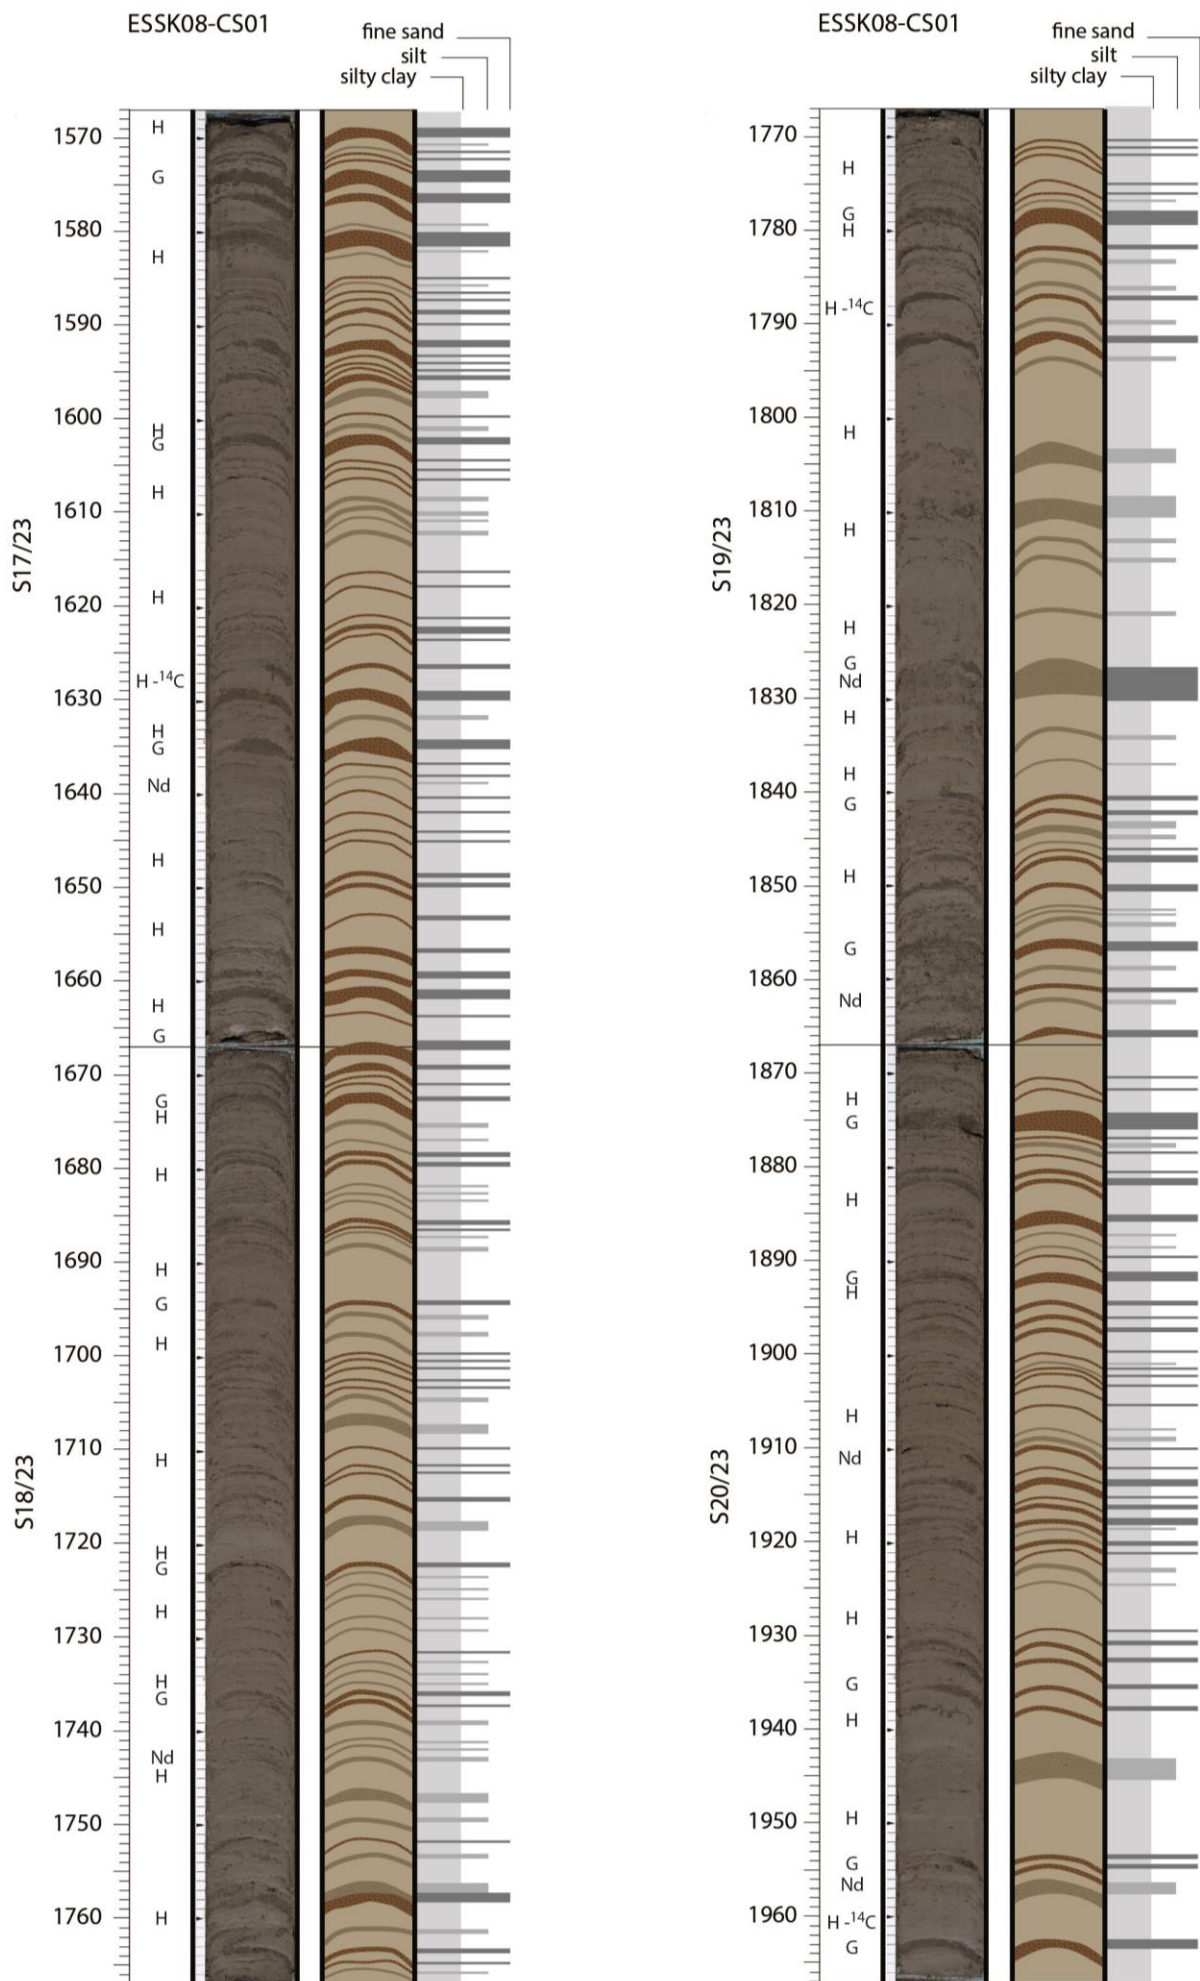 ESSK08-CS01
fine sand
silt
silty clay
1570
H
G
1580
H
1590
1600
H
G
H
1610
S17/23
H
1620
H -14C
1630
H
G
Nd
1640
H
1650
H
1660
H
G
1670
G
H
1680
H
1690
H
G
H
1700
1710
H
S18/23
1720
H
G
H
1730
H
G
1740
Nd
H
1750
1760
H
ESSK08-CS01
fine sand
silt
silty clay
1770
H
G
1780
H
H -14C
1790
1800
H
1810
H
S19/23
1820
H
G
Nd
1830
H
H
1840
G
H
1850
G
1860
Nd
1870
H
G
1880
H
1890
G
H
1900
H
1910
Nd
S20/23
1920
H
H
1930
G
H
1940
H
1950
G
Nd
1960
H -14C
G